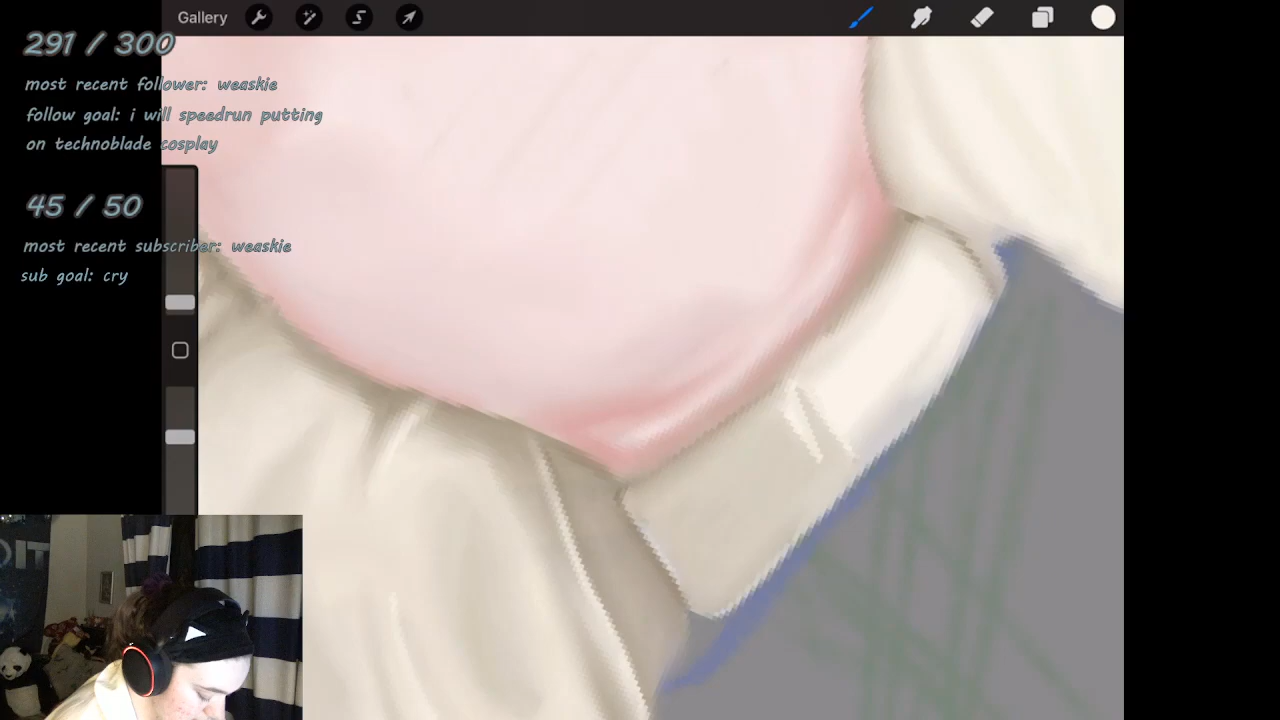 Gallery
291 / 300
most recent follower: weaskie
follow goal: i will speedrun putting
on technoblade cosplay
45 / 50
most recent subscriber: weaskie
sub goal: cry